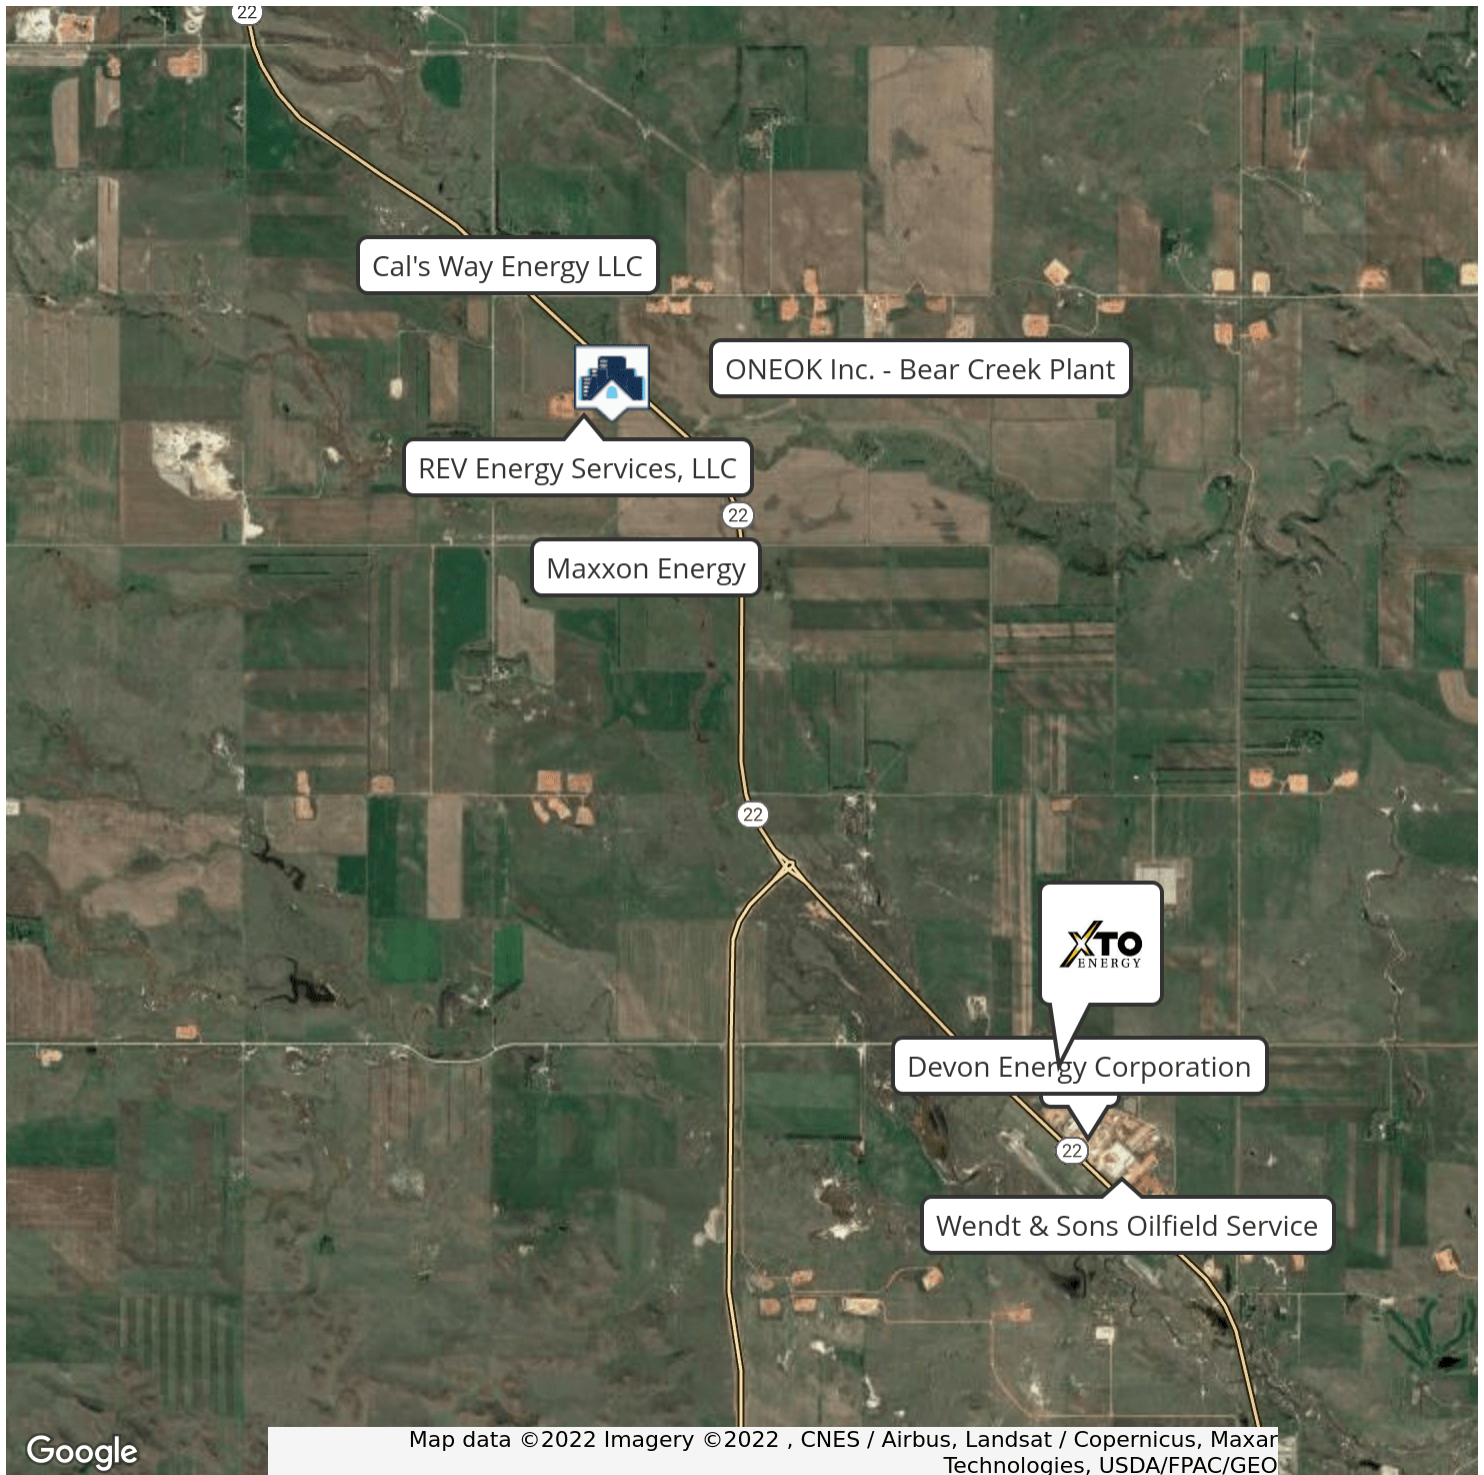 22
Cal's Way Energy LLC
ONEOK Inc. - Bear Creek Plant
REV Energy Services, LLC
22
Maxxon Energy
22
XTO
ENERGY
Devon Energy Corporation
22
Wendt & Sons Oilfield Service
Google
Map data ©2022 Imagery ©2022 , CNES / Airbus, Landsat / Copernicus, Maxar
Technologies, USDA/FPAC/GEO